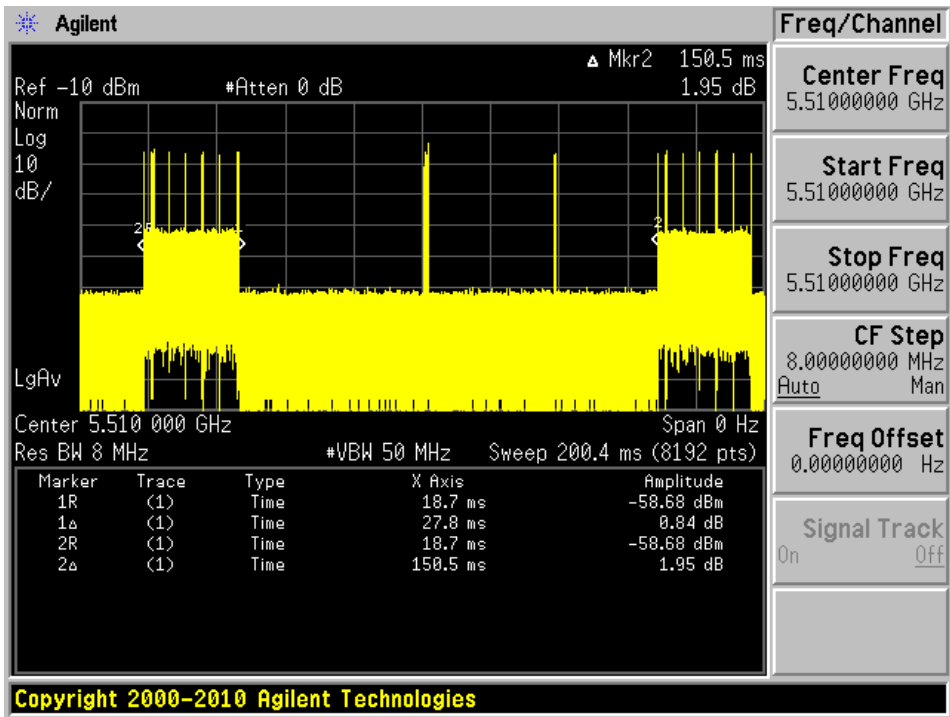 Agilent
Freq/Channel
Δ Mkr2 150.5 ms
Ref -10 dBm #Atten 0 dB 1.95 dB
Norm
Log
10
dB/
LgAv
2R
1
2
Center 5.510 000 GHz Span 0 Hz
Res BW 8 MHz #VBW 50 MHz Sweep 200.4 ms (8192 pts)
Marker Trace Type X Axis Amplitude
1R (1) Time 18.7 ms -58.68 dBm
1Δ (1) Time 27.8 ms 0.84 dB
2R (1) Time 18.7 ms -58.68 dBm
2Δ (1) Time 150.5 ms 1.95 dB
Center Freq
5.51000000 GHz
Start Freq
5.51000000 GHz
Stop Freq
5.51000000 GHz
CF Step
8.00000000 MHz
Auto Man
Freq Offset
0.00000000 Hz
Signal Track
On Off
Copyright 2000-2010 Agilent Technologies